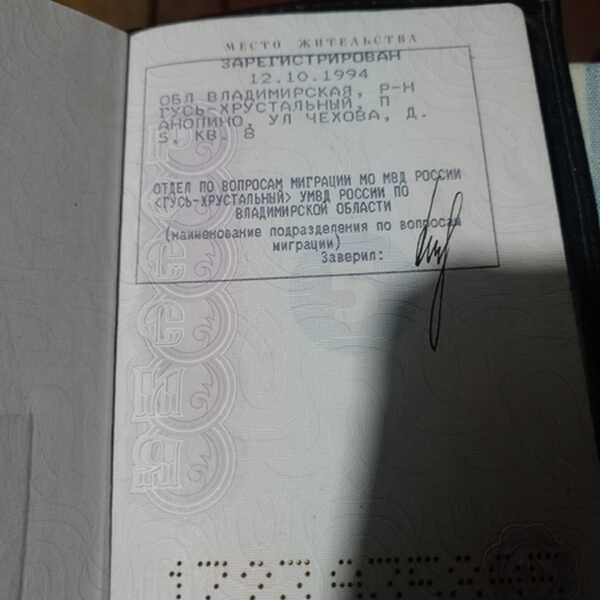 МЕСТО ЖИТЕЛЬСТВА
ЗАРЕГИСТРИРОВАН
12.10.1994
ОБЛ ВЛАДИМИРСКАЯ, Р-Н
ГУСЬ-ХРУСТАЛЬНЫЙ, П
АНОПИНО, УЛ ЧЕХОВА, Д.
5, КВ. 8
ОТДЕЛ ПО ВОПРОСАМ МИГРАЦИИ МО МВД РОССИИ
<ГУСЬ-ХРУСТАЛЬНЫЙ> УМВД РОССИИ ПО
ВЛАДИМИРСКОЙ ОБЛАСТИ
(наименование подразделения по вопросам
миграции)
Заверил: